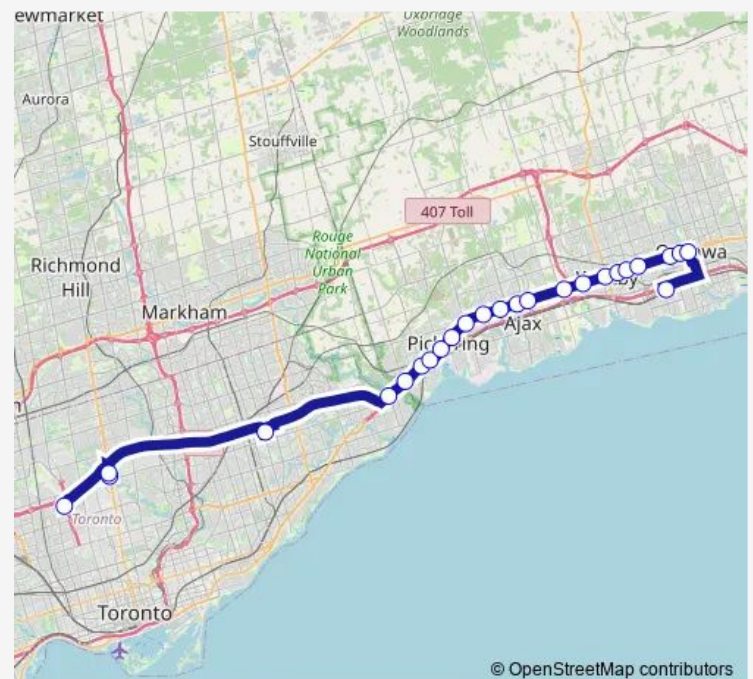 ewmarket
Uxbridge
Woodlands
Aurora
Stouffville
407 Toll
Rouge
National
Urban
Park
Richmond
Hill
Markham
Ajax
Toronto
Toronto
© OpenStreetMap contributors